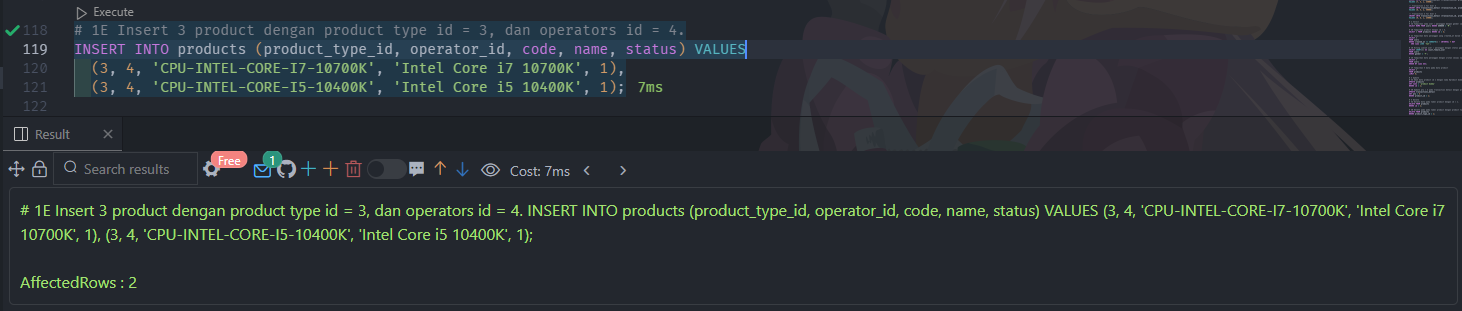 Execute
118 # 1E Insert 3 product dengan product type id = 3, dan operators id = 4.
119 INSERT INTO products (product_type_id, operator_id, code, name, status) VALUES
120 (3, 4, 'CPU-INTEL-CORE-I7-10700K', 'Intel Core i7 10700K', 1),
121 (3, 4, 'CPU-INTEL-CORE-I5-10400K', 'Intel Core i5 10400K', 1); 7ms
122
Result
Search results Free 1 Cost: 7ms
# 1E Insert 3 product dengan product type id = 3, dan operators id = 4. INSERT INTO products (product_type_id, operator_id, code, name, status) VALUES (3, 4, 'CPU-INTEL-CORE-I7-10700K', 'Intel Core i7
10700K', 1), (3, 4, 'CPU-INTEL-CORE-I5-10400K', 'Intel Core i5 10400K', 1);
AffectedRows : 2